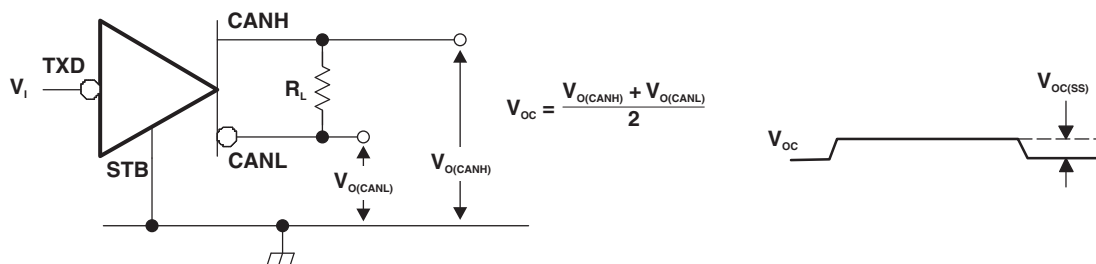 CANH
TXD
V_I
R_L
V_OC = (V_O(CANH) + V_O(CANL)) / 2
V_OC(SS)
V_OC
CANL
STB
V_O(CANL)
V_O(CANH)